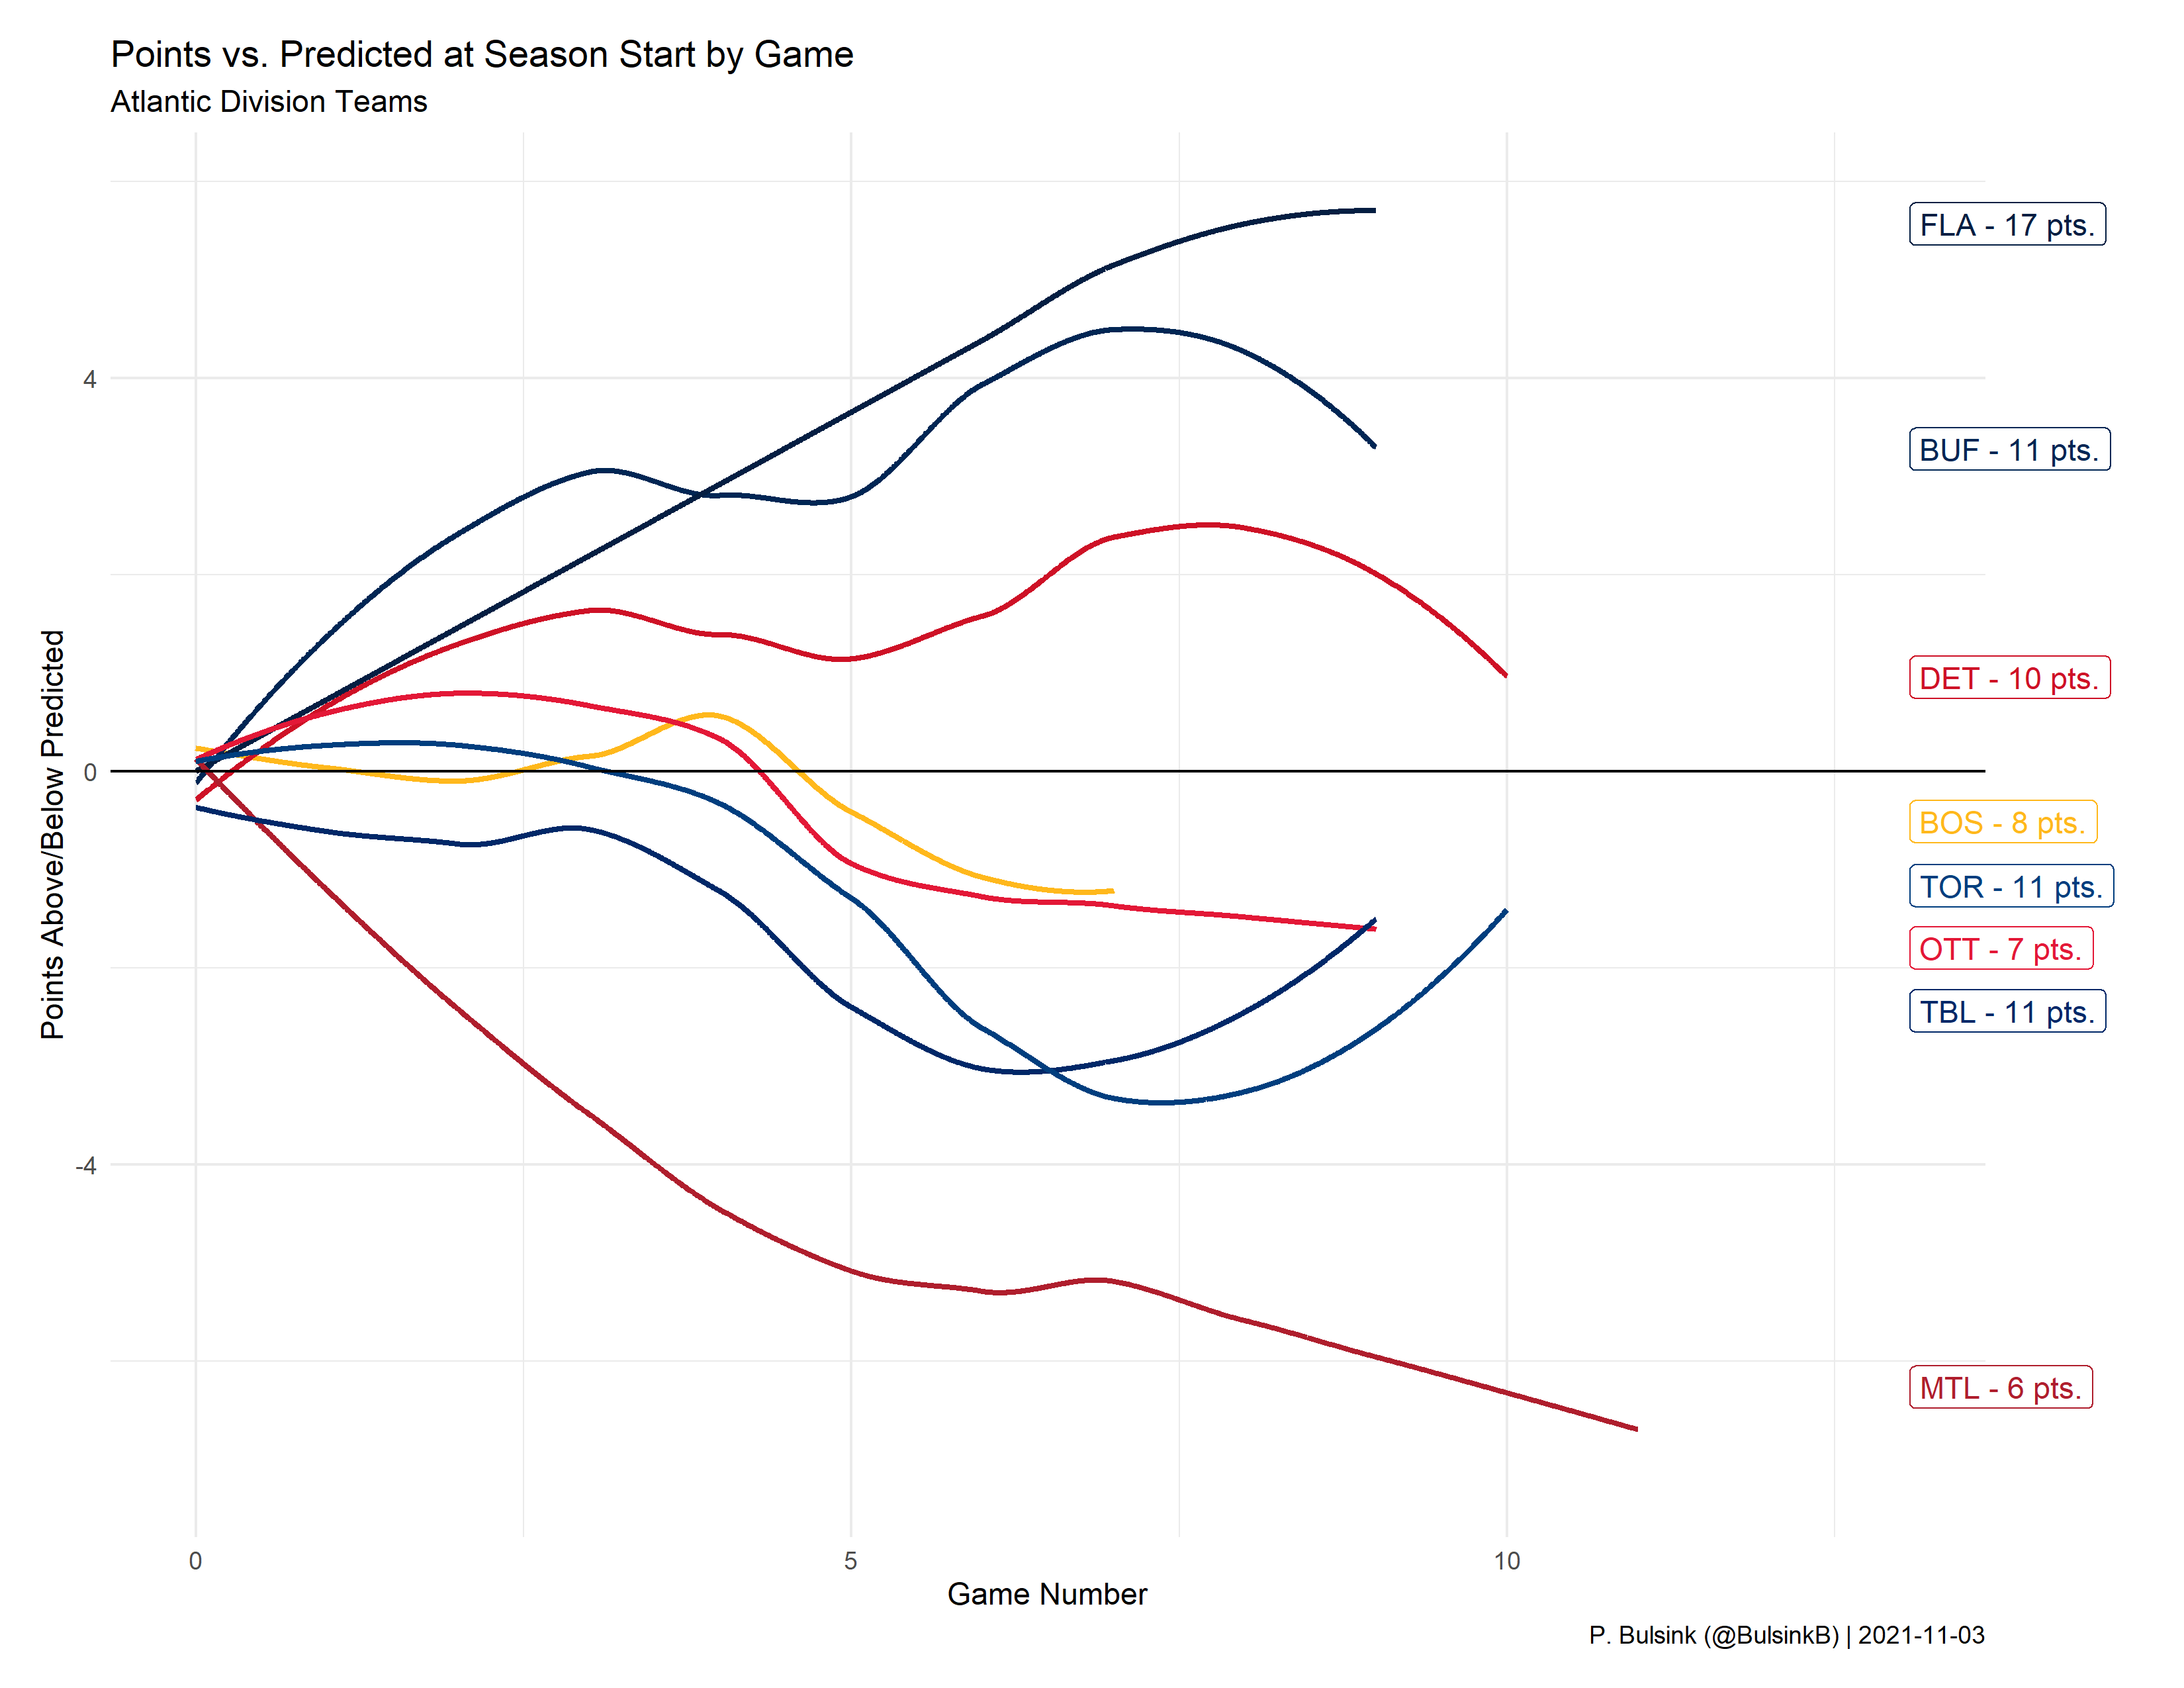 Points vs. Predicted at Season Start by Game
Atlantic Division Teams
Points Above/Below Predicted
4
0
-4
FLA - 17 pts.
BUF - 11 pts.
DET - 10 pts.
BOS - 8 pts.
TOR - 11 pts.
OTT - 7 pts.
TBL - 11 pts.
MTL - 6 pts.
0 5 10
Game Number
P. Bulsink (@BulsinkB) | 2021-11-03